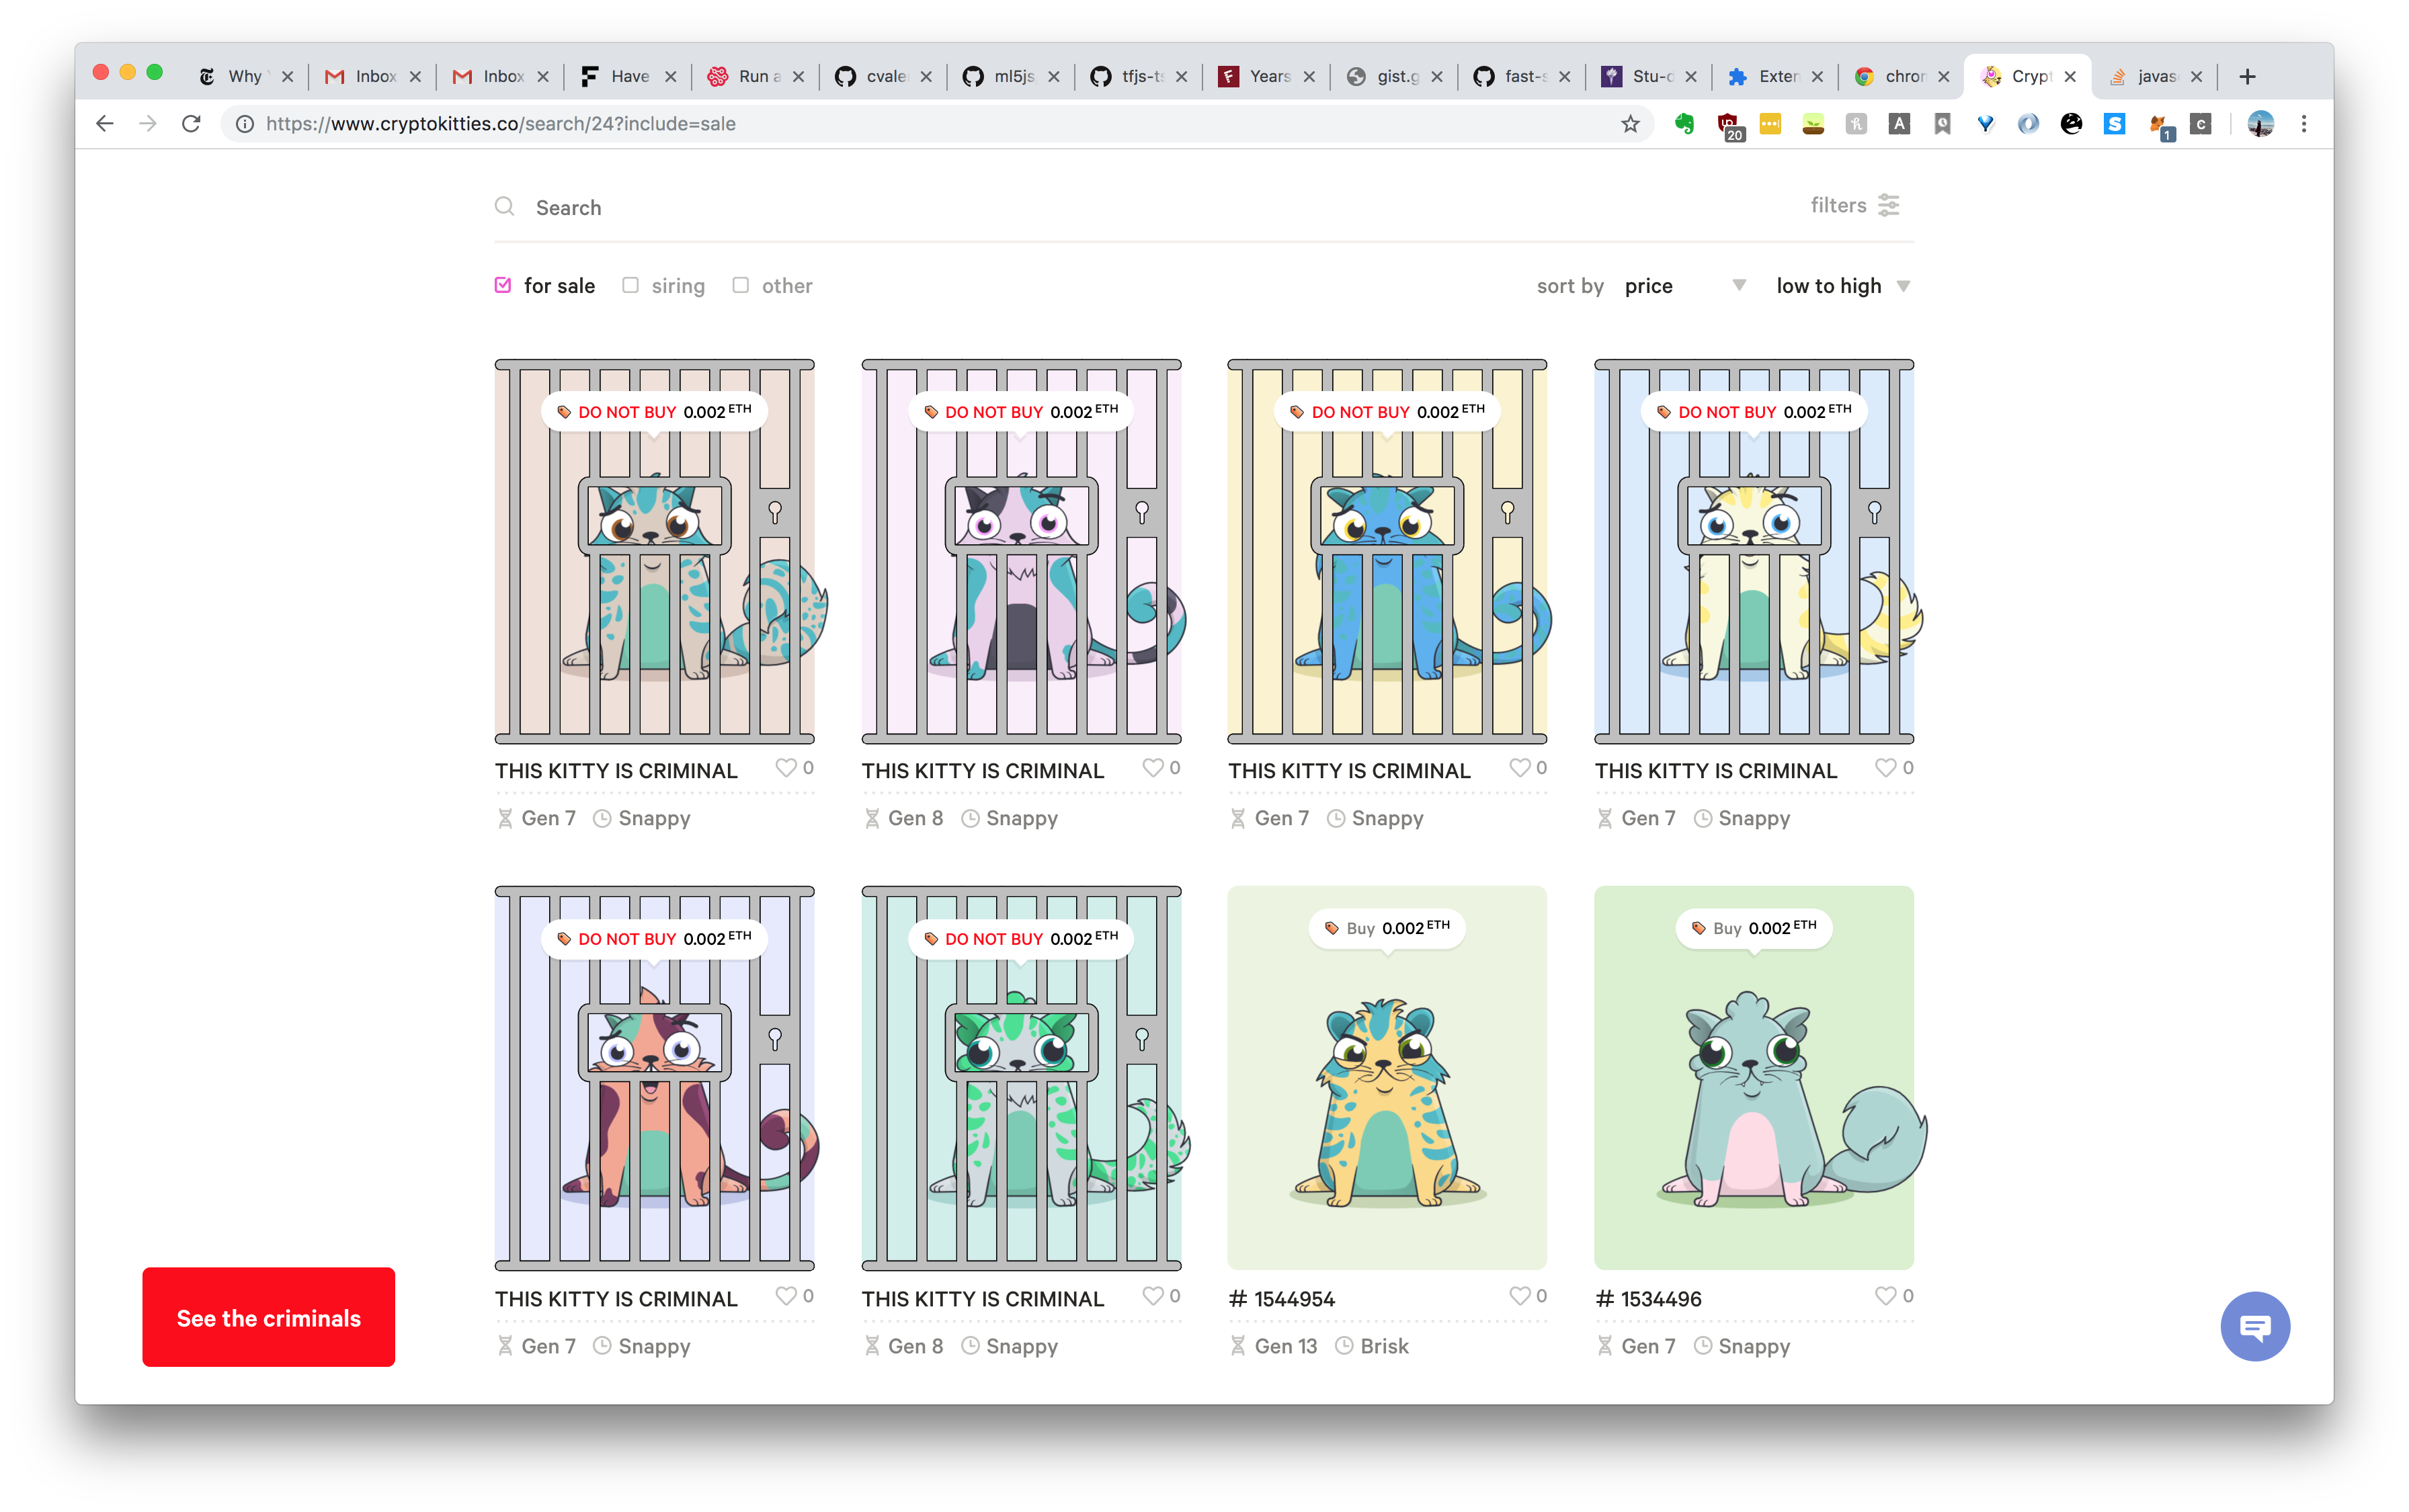 Why
Inbox
Inbox
Have
Run a
cvale
ml5js
tfjs-ts
Years
gist.g
fast-s
Stu-c
Exten
chron
Crypt
javas
https://www.cryptokitties.co/search/24?include=sale
20
1
Search
filters
for sale siring other
sort by price low to high
DO NOT BUY 0.002 ETH
DO NOT BUY 0.002 ETH
DO NOT BUY 0.002 ETH
DO NOT BUY 0.002 ETH
THIS KITTY IS CRIMINAL 0
THIS KITTY IS CRIMINAL 0
THIS KITTY IS CRIMINAL 0
THIS KITTY IS CRIMINAL 0
Gen 7 Snappy
Gen 8 Snappy
Gen 7 Snappy
Gen 7 Snappy
DO NOT BUY 0.002 ETH
DO NOT BUY 0.002 ETH
Buy 0.002 ETH
Buy 0.002 ETH
THIS KITTY IS CRIMINAL 0
THIS KITTY IS CRIMINAL 0
# 1544954 0
# 1534496 0
Gen 7 Snappy
Gen 8 Snappy
Gen 13 Brisk
Gen 7 Snappy
See the criminals